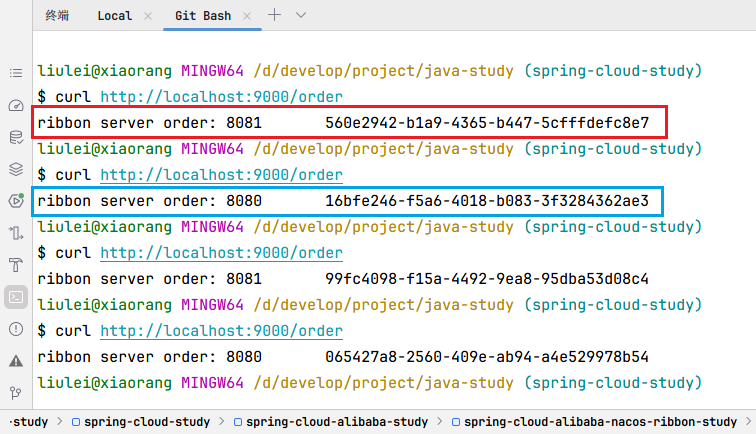 终端 Local Git Bash
liulei@xiaorang MINGW64 /d/develop/project/java-study (spring-cloud-study)
$ curl http://localhost:9000/order
ribbon server order: 8081 560e2942-b1a9-4365-b447-5cfffdefc8e7
liulei@xiaorang MINGW64 /d/develop/project/java-study (spring-cloud-study)
$ curl http://localhost:9000/order
ribbon server order: 8080 16bfe246-f5a6-4018-b083-3f3284362ae3
liulei@xiaorang MINGW64 /d/develop/project/java-study (spring-cloud-study)
$ curl http://localhost:9000/order
ribbon server order: 8081 99fc4098-f15a-4492-9ea8-95dba53d08c4
liulei@xiaorang MINGW64 /d/develop/project/java-study (spring-cloud-study)
$ curl http://localhost:9000/order
ribbon server order: 8080 065427a8-2560-409e-ab94-a4e529978b54
liulei@xiaorang MINGW64 /d/develop/project/java-study (spring-cloud-study)
-study > spring-cloud-study > spring-cloud-alibaba-study > spring-cloud-alibaba-nacos-ribbon-study >